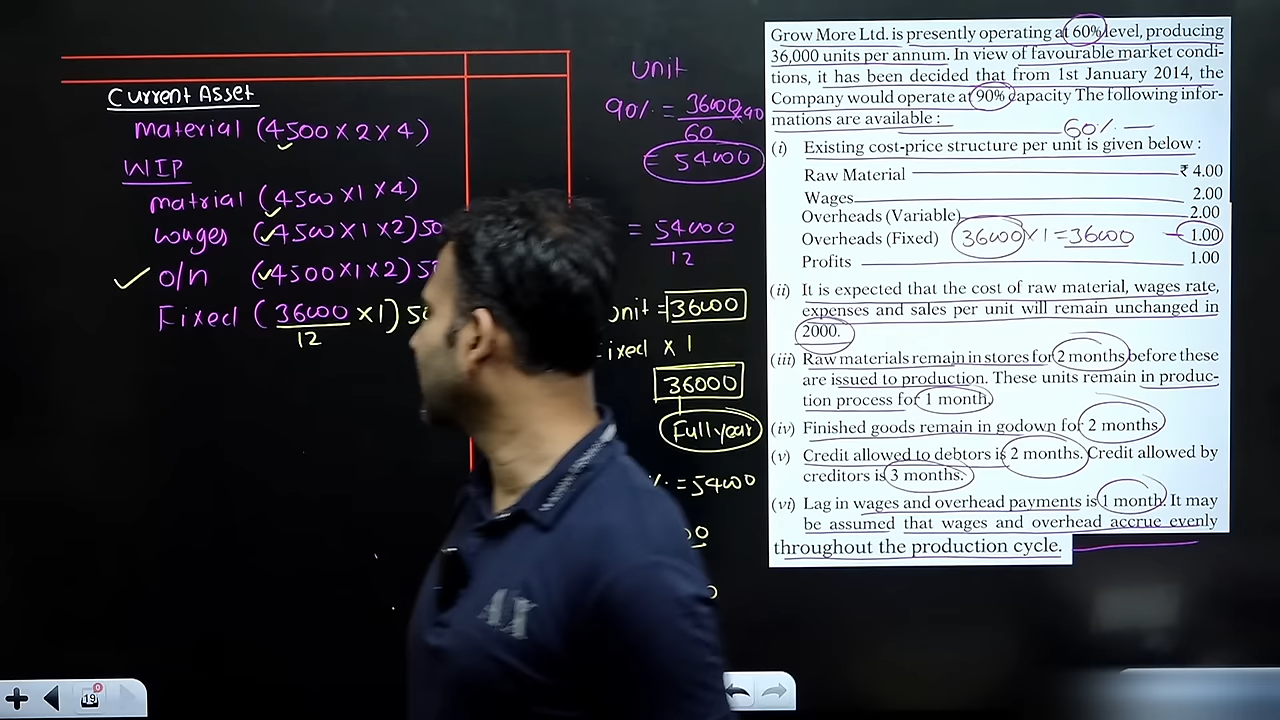 Current Asset
material (4500 × 2 × 4)
WIP
matrial (4500 × 1 × 4)
wages (4500 × 1 × 2) 50
O/h (4500 × 1 × 2)
Fixed (36000/12 × 1)
unit
90% = 36000×90
60
= 54000
= 54000
12
unit = 36000
× 1
36000
Full year
= 54000
AX
Grow More Ltd. is presently operating at 60% level, producing
36,000 units per annum. In view of favourable market condi-
tions, it has been decided that from 1st January 2014, the
Company would operate at 90% capacity The following infor-
mations are available :
60% —
(i) Existing cost-price structure per unit is given below :
Raw Material ₹ 4.00
Wages 2.00
Overheads (Variable) 2.00
Overheads (Fixed) 36000 × 1 = 36000 1.00
Profits 1.00
(ii) It is expected that the cost of raw material, wages rate,
expenses and sales per unit will remain unchanged in
2000.
(iii) Raw materials remain in stores for 2 months before these
are issued to production. These units remain in produc-
tion process for 1 month.
(iv) Finished goods remain in godown for 2 months
(v) Credit allowed to debtors is 2 months. Credit allowed by
creditors is 3 months.
(vi) Lag in wages and overhead payments is 1 month. It may
be assumed that wages and overhead accrue evenly
throughout the production cycle.
19